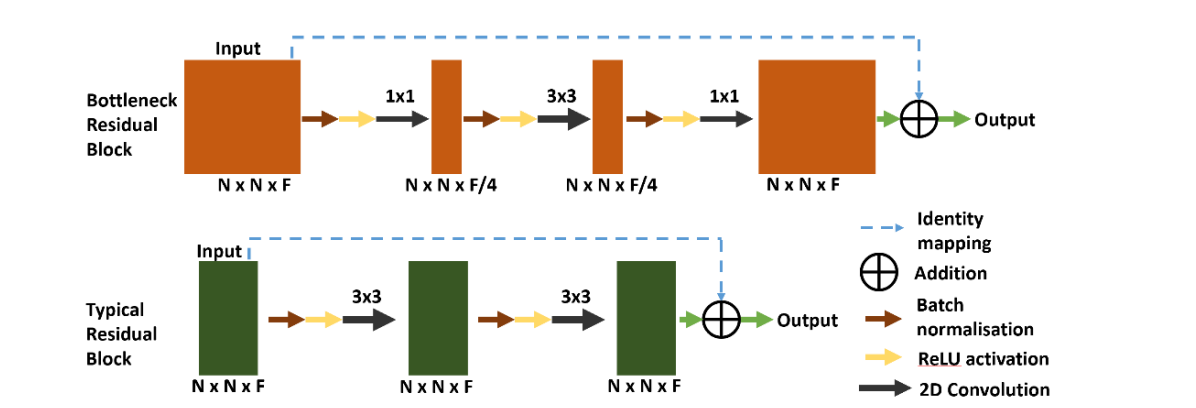 Input
Bottleneck
Residual
Block
1x1
3x3
1x1
Output
N x N x F
N x N x F/4
N x N x F/4
N x N x F
Input
Typical
Residual
Block
3x3
3x3
Output
N x N x F
N x N x F
N x N x F
Identity
mapping
Addition
Batch
normalisation
ReLU activation
2D Convolution